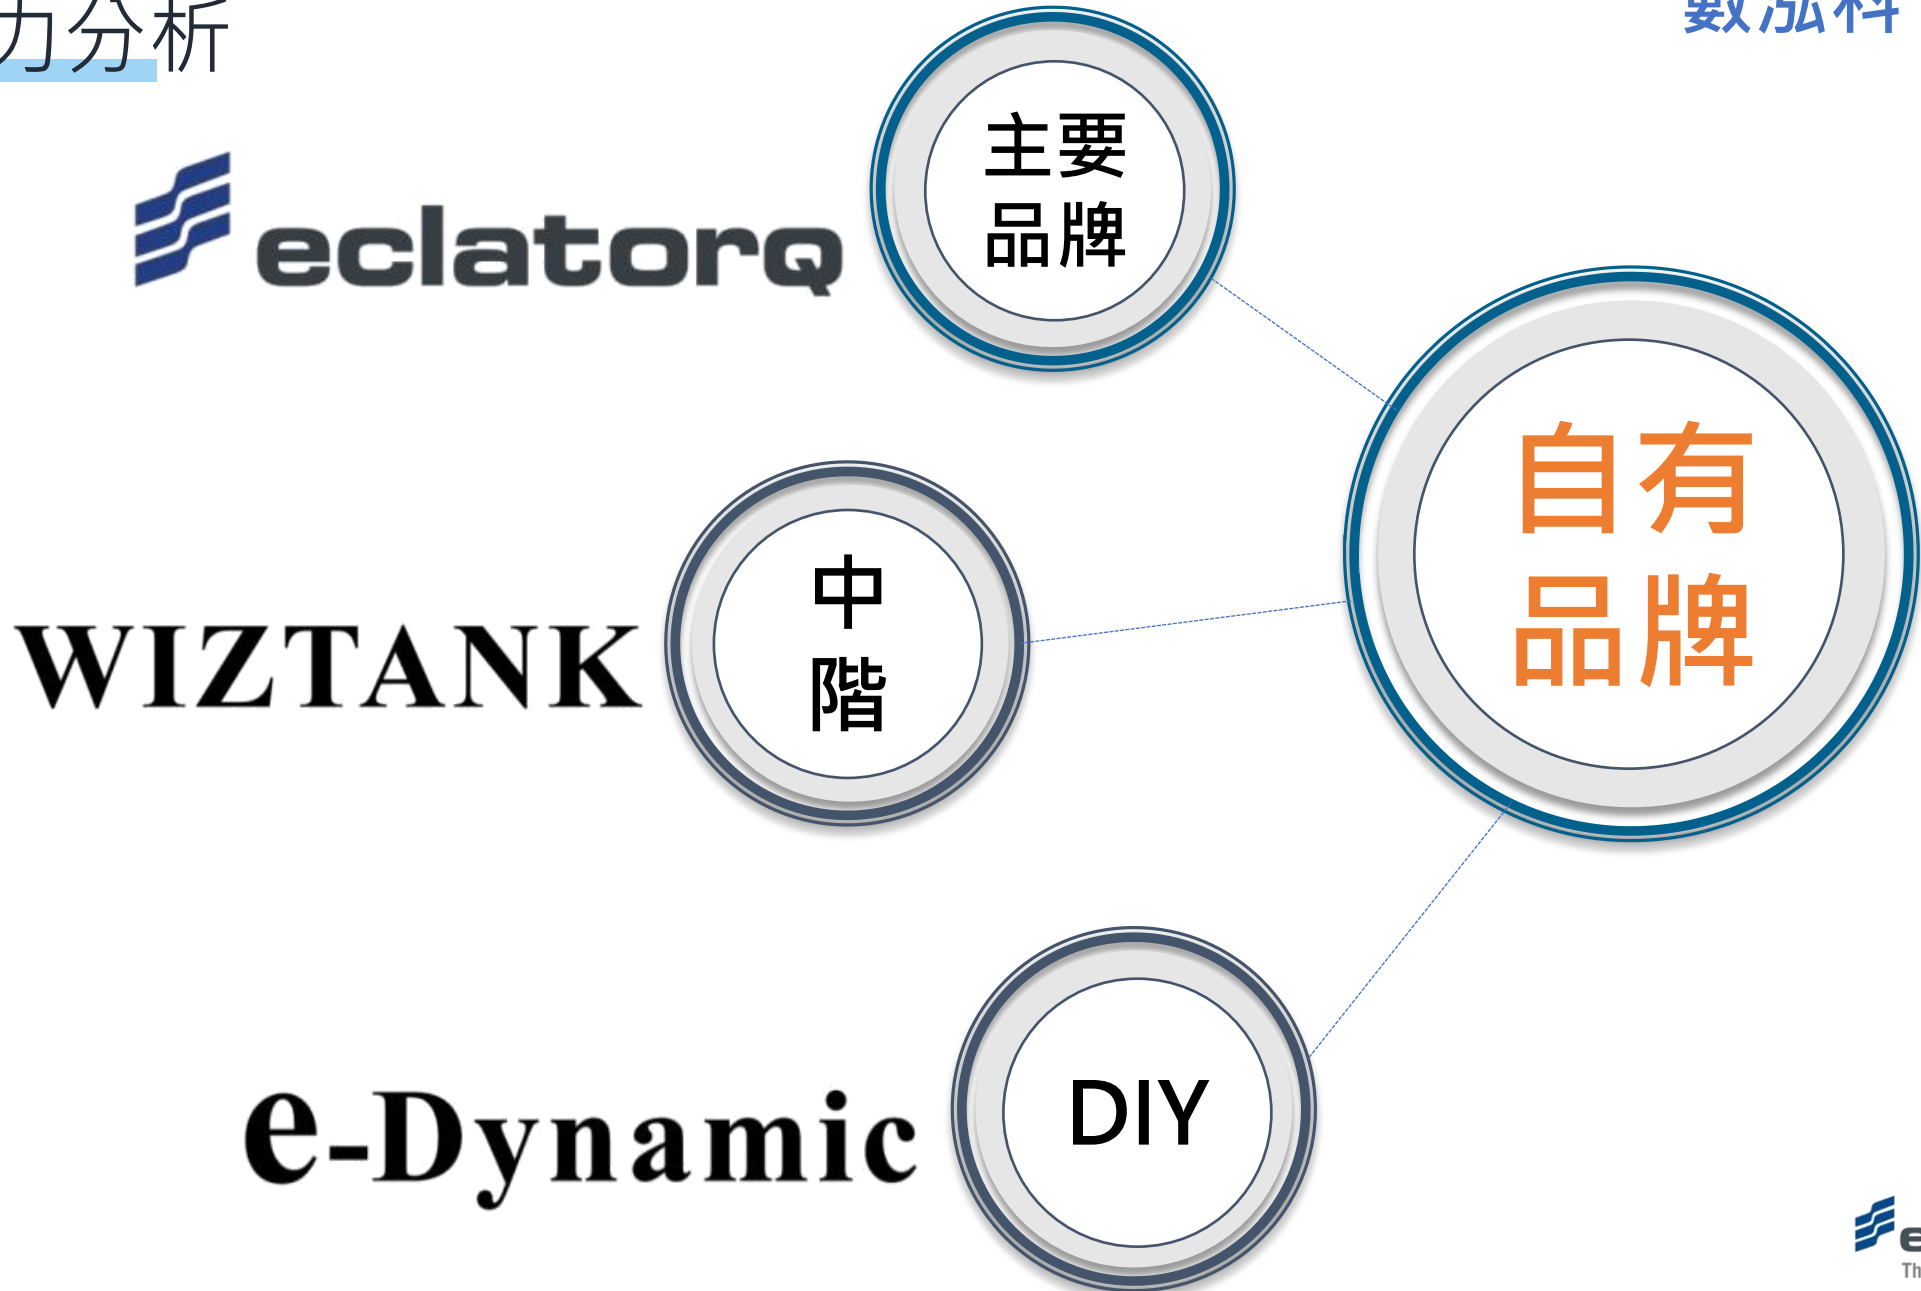 力分析
數泓科
主要
品牌
eclatorq
自有
品牌
中
階
WIZTANK
DIY
e-Dynamic
e
Th